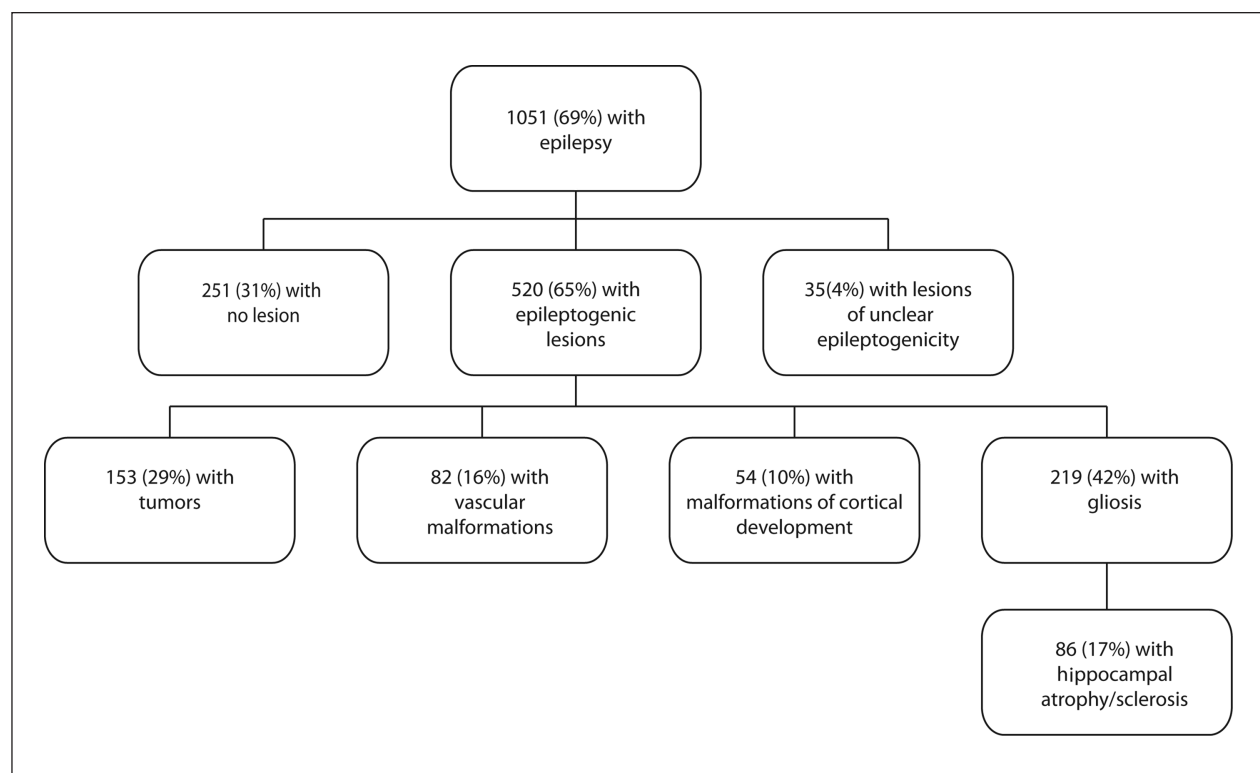 1051 (69%) with
epilepsy
251 (31%) with
no lesion
520 (65%) with
epileptogenic
lesions
35(4%) with lesions
of unclear
epileptogenicity
153 (29%) with
tumors
82 (16%) with
vascular
malformations
54 (10%) with
malformations of cortical
development
219 (42%) with
gliosis
86 (17%) with
hippocampal
atrophy/sclerosis